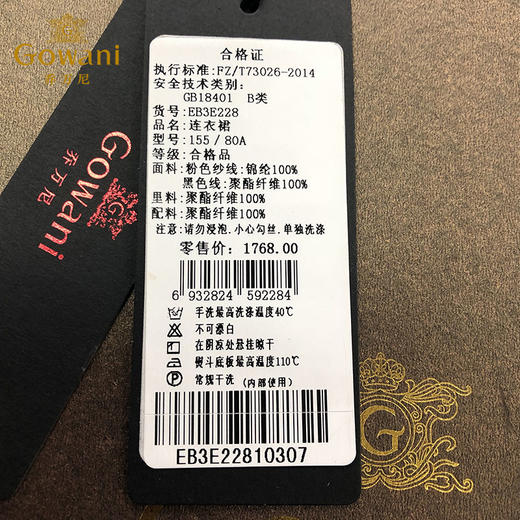 Gowani
乔万尼
Gowani
乔万尼
合格证
执行标准:FZ/T73026-2014
安全技术类别:
GB18401 B类
货号:EB3E228
品名:连衣裙
型号:155/80A
等级:合格品
面料:粉色纱线:锦纶100%
黑色线:聚酯纤维100%
里料:聚酯纤维100%
配料:聚酯纤维100%
注意:请勿浸泡.小心勾丝.单独洗涤
零售价:1768.00
6 932824 592284
手洗最高洗涤温度40℃
不可漂白
在阴凉处悬挂晾干
熨斗底板最高温度110℃
常规干洗 (内部使用)
EB3E22810307
G
G